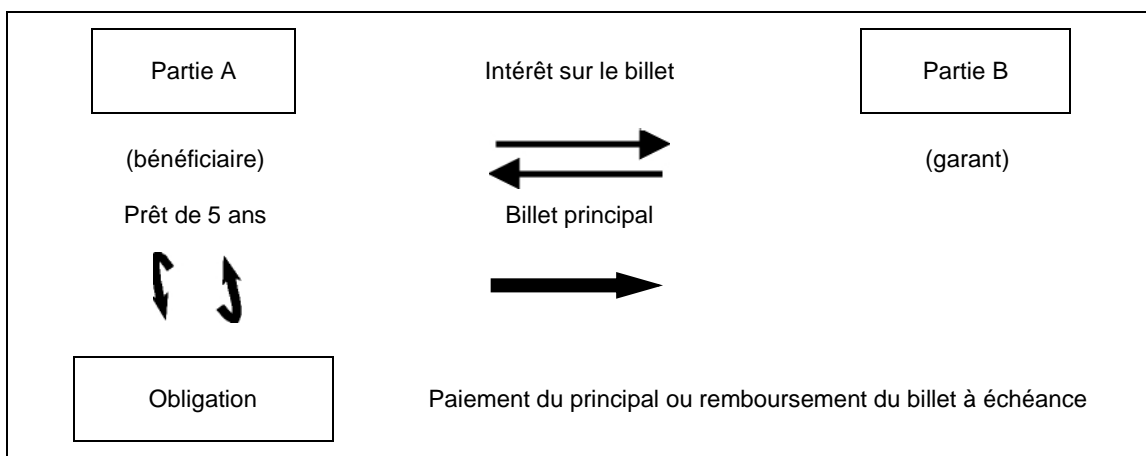 Partie A
Intérêt sur le billet
Partie B
(bénéficiaire)
(garant)
Prêt de 5 ans
Billet principal
Obligation
Paiement du principal ou remboursement du billet à échéance